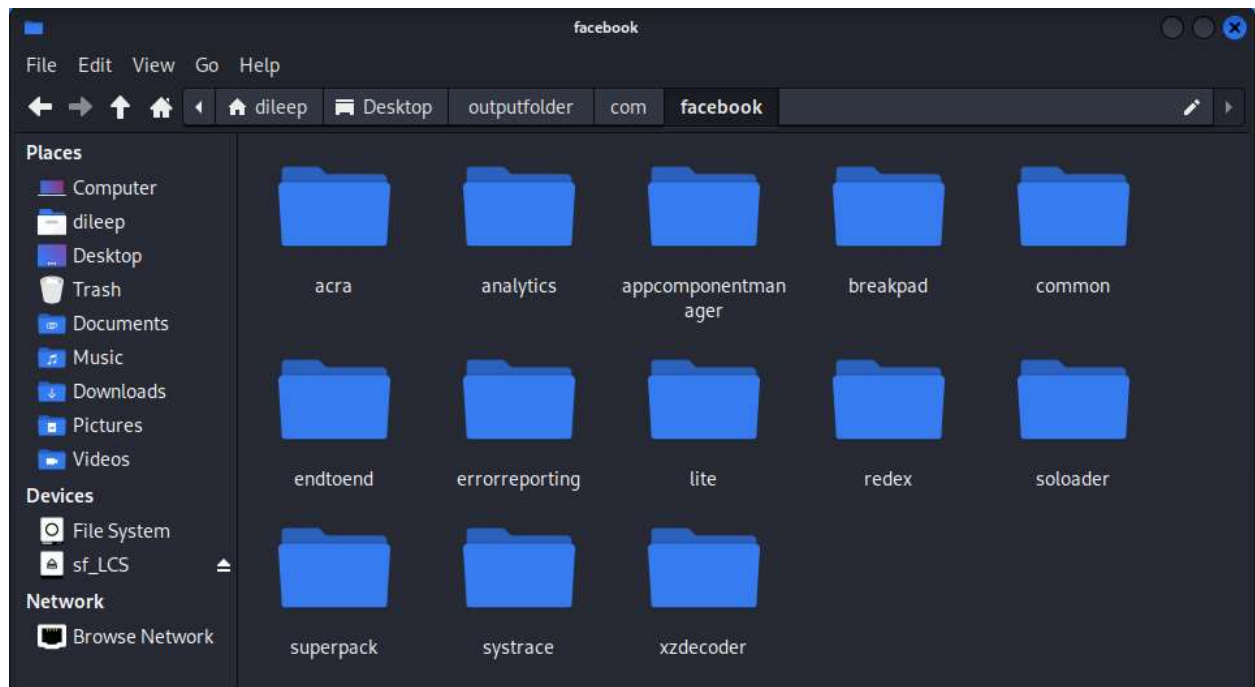 facebook
File Edit View Go Help
dileep Desktop outputfolder com facebook
Places
Computer
dileep
Desktop
Trash
Documents
Music
Downloads
Pictures
Videos
Devices
File System
sf_LCS
Network
Browse Network
acra analytics appcomponentman breakpad common
ager
endtoend errorreporting lite redex soloader
superpack systrace xzdecoder